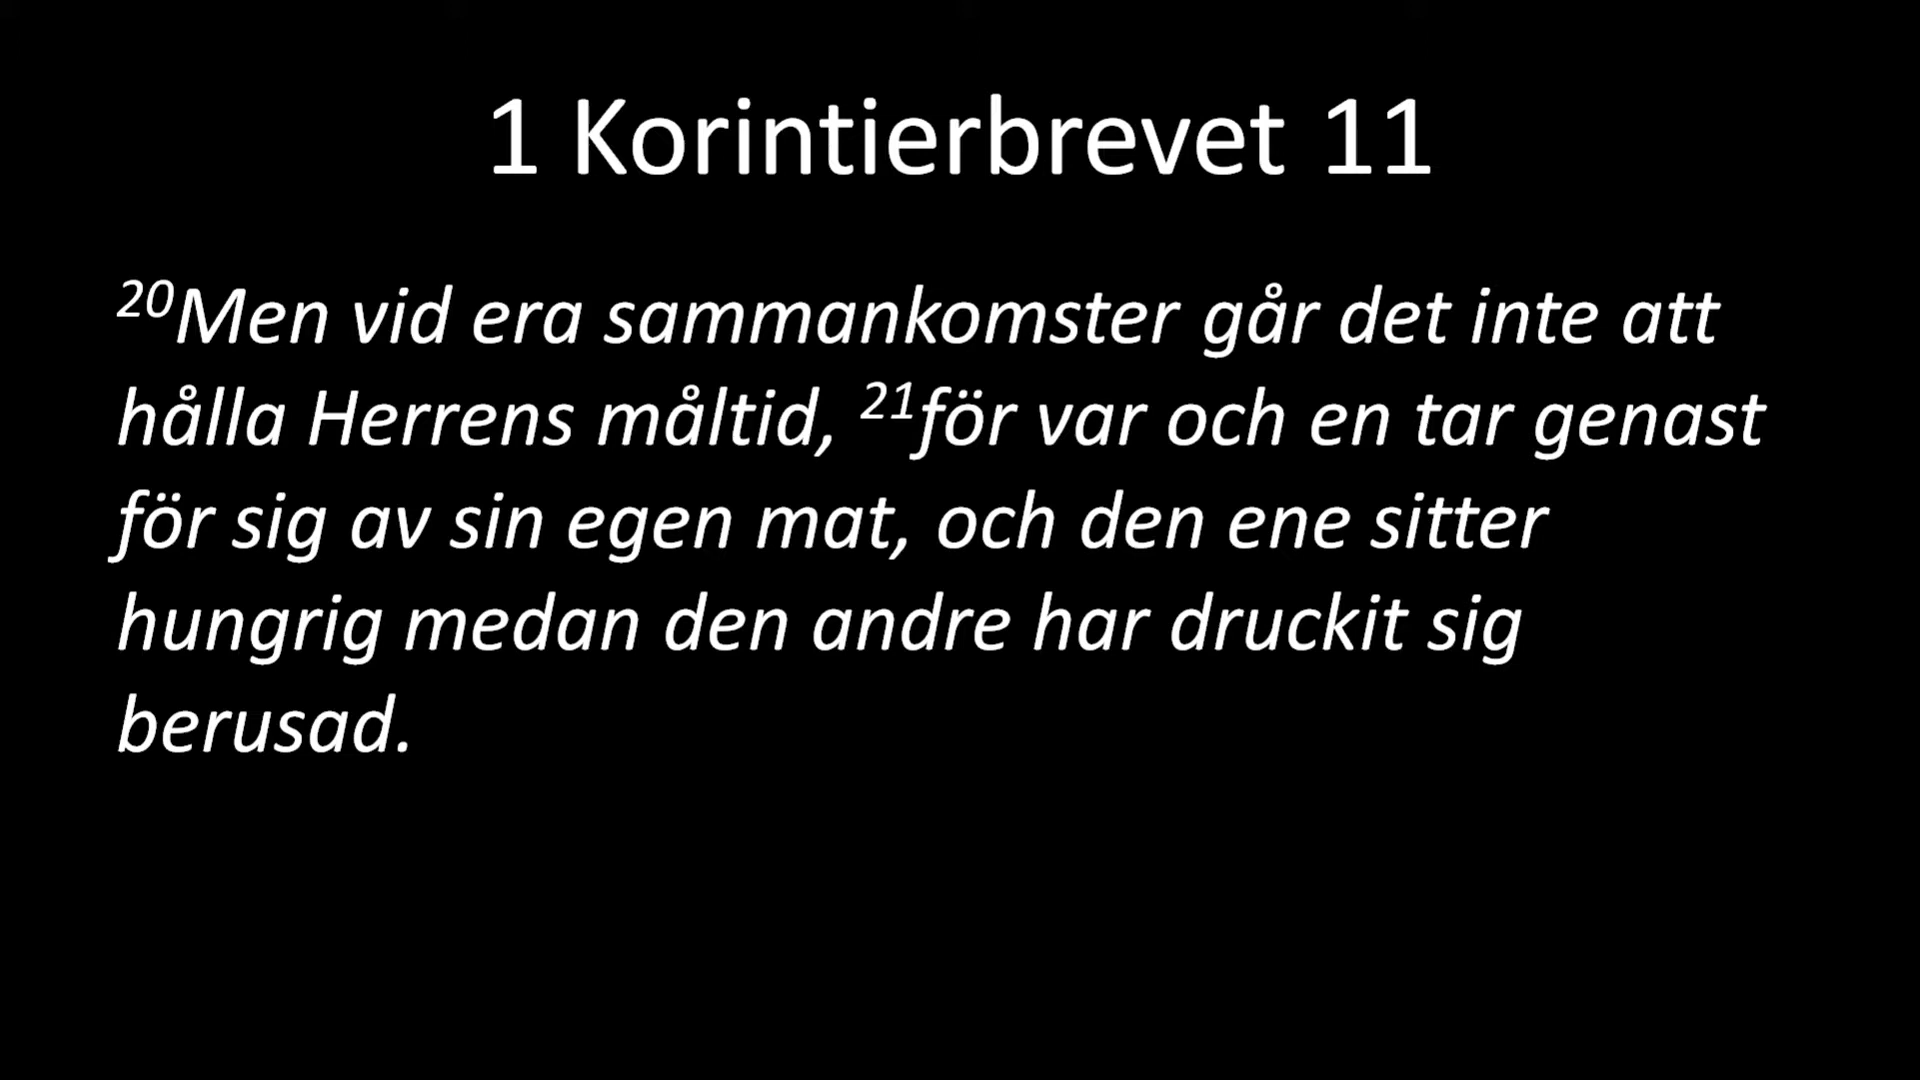 1 Korintierbrevet 11
20Men vid era sammankomster går det inte att
hålla Herrens måltid, 21för var och en tar genast
för sig av sin egen mat, och den ene sitter
hungrig medan den andre har druckit sig
berusad.